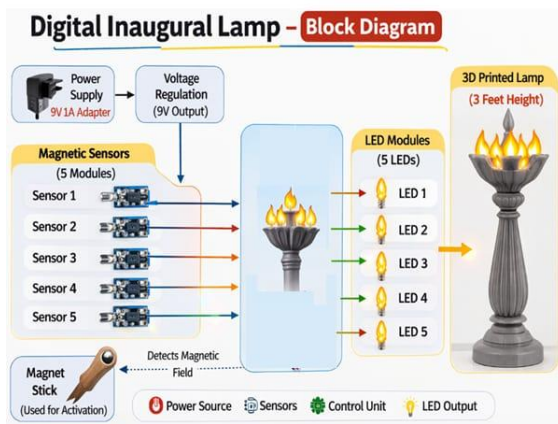 Digital Inaugural Lamp – Block Diagram
Power
Supply
9V 1A Adapter
Voltage
Regulation
(9V Output)
Magnetic Sensors
(5 Modules)
Sensor 1
Sensor 2
Sensor 3
Sensor 4
Sensor 5
LED Modules
(5 LEDs)
LED 1
LED 2
LED 3
LED 4
LED 5
3D Printed Lamp
(3 Feet Height)
Magnet
Stick
(Used for Activation)
Detects Magnetic
Field
Power Source
Sensors
Control Unit
LED Output